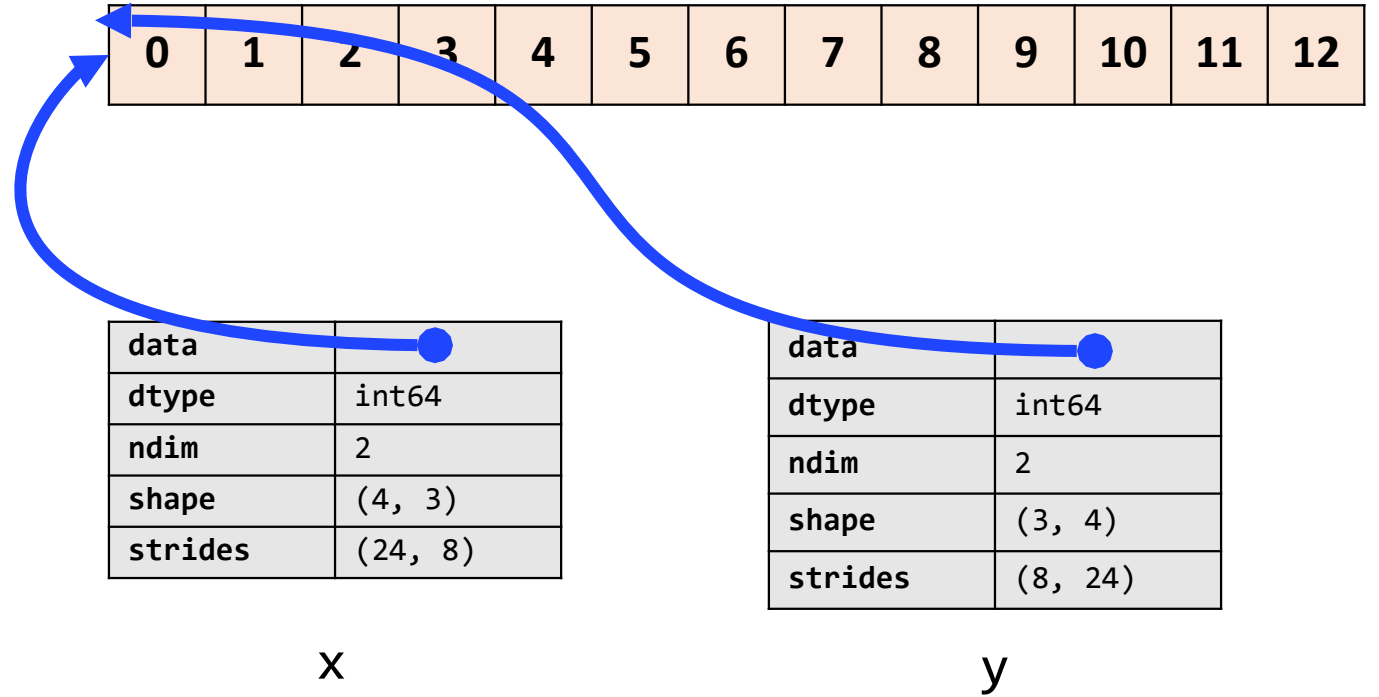 0 1 2 3 4 5 6 7 8 9 10 11 12
data
dtype int64
ndim 2
shape (4, 3)
strides (24, 8)
x
data
dtype int64
ndim 2
shape (3, 4)
strides (8, 24)
y